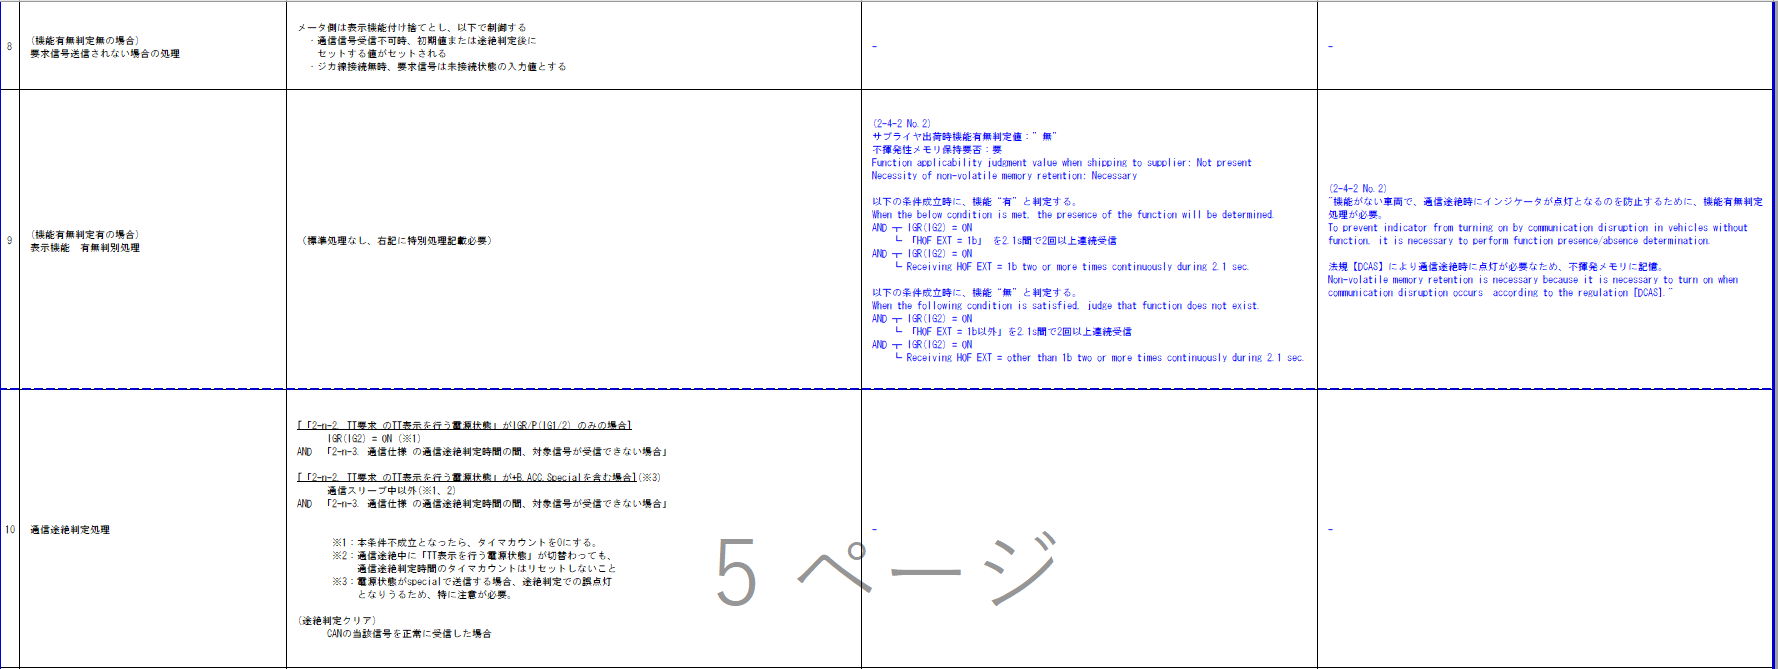 8
(機能有無判定無の場合)
要求信号送信されない場合の処理
メータ側は表示機能付け捨てとし、以下で制御する
・通信信号受信不可時、初期値または途絶判定後に
セットする値がセットされる
・ジカ線接続無時、要求信号は未接続状態の入力値とする
-
-
9
(機能有無判定有の場合)
表示機能 有無判別処理
(標準処理なし、右記に特別処理記載必要)
(2-4-2 No.2)
サプライヤ出荷時機能有無判定値:"無"
不揮発性メモリ保持要否:要
Function applicability judgment value when shipping to supplier: Not present
Necessity of non-volatile memory retention: Necessary
以下の条件成立時に、機能“有”と判定する。
When the below condition is met, the presence of the function will be determined.
AND ┬ IGR(IG2) = ON
└ 「HOF EXT = 1b」 を2.1s間で2回以上連続受信
AND ┬ IGR(IG2) = ON
└ Receiving HOF EXT = 1b two or more times continuously during 2.1 sec.
以下の条件成立時に、機能“無”と判定する。
When the following condition is satisfied, judge that function does not exist.
AND ┬ IGR(IG2) = ON
└ 「HOF EXT = 1b以外」を2.1s間で2回以上連続受信
AND ┬ IGR(IG2) = ON
└ Receiving HOF EXT = other than 1b two or more times continuously during 2.1 sec.
(2-4-2 No.2)
"機能がない車両で、通信途絶時にインジケータが点灯となるのを防止するために、機能有無判定
処理が必要。
To prevent indicator from turning on by communication disruption in vehicles without
function, it is necessary to perform function presence/absence determination.
法規【DCAS】により通信途絶時に点灯が必要なため、不揮発メモリに記憶。
Non-volatile memory retention is necessary because it is necessary to turn on when
communication disruption occurs according to the regulation [DCAS]."
10
通信途絶判定処理
[「2-n-2. TT要求 のTT表示を行う電源状態」がIGR/P(IG1/2) のみの場合]
IGR(IG2) = ON (※1)
AND 「2-n-3. 通信仕様 の通信途絶判定時間の間、対象信号が受信できない場合」
[「2-n-2. TT要求 のTT表示を行う電源状態」が+B,ACC,Specialを含む場合](※3)
通信スリープ中以外(※1、2)
AND 「2-n-3. 通信仕様 の通信途絶判定時間の間、対象信号が受信できない場合」
※1:本条件不成立となったら、タイマカウントを0にする。
※2:通信途絶中に「TT表示を行う電源状態」が切替わっても、
通信途絶判定時間のタイマカウントはリセットしないこと
※3:電源状態がspecialで送信する場合、途絶判定での誤点灯
となりうるため、特に注意が必要。
(途絶判定クリア)
CANの当該信号を正常に受信した場合
-
-
5 ページ